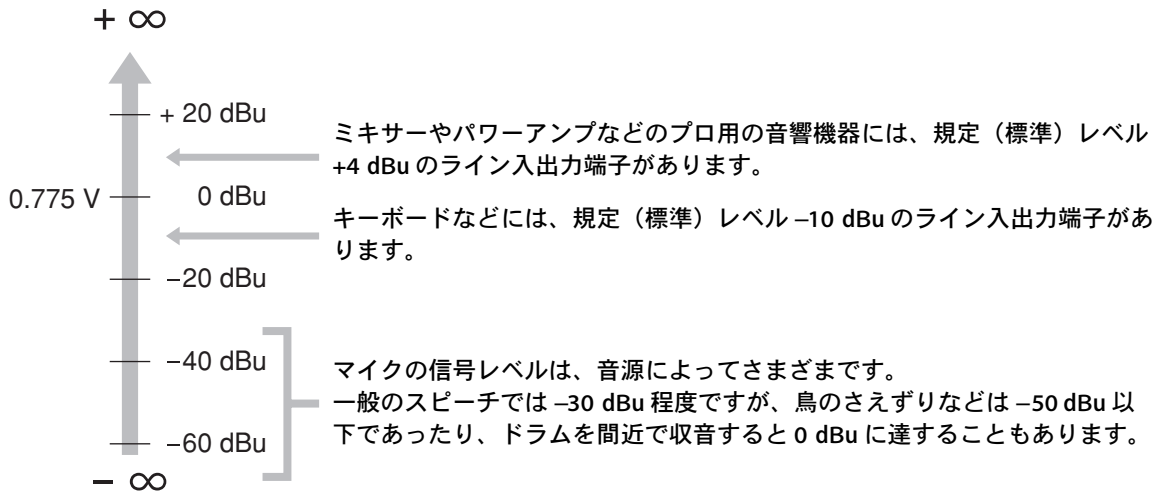 + ∞
+ 20 dBu
ミキサーやパワーアンプなどのプロ用の音響機器には、規定（標準）レベル
+4 dBu のライン入出力端子があります。
0.775 V
0 dBu
キーボードなどには、規定（標準）レベル –10 dBu のライン入出力端子があ
ります。
−20 dBu
−40 dBu
マイクの信号レベルは、音源によってさまざまです。
一般のスピーチでは –30 dBu 程度ですが、鳥のさえずりなどは –50 dBu 以
下であったり、ドラムを間近で収音すると 0 dBu に達することもあります。
−60 dBu
− ∞